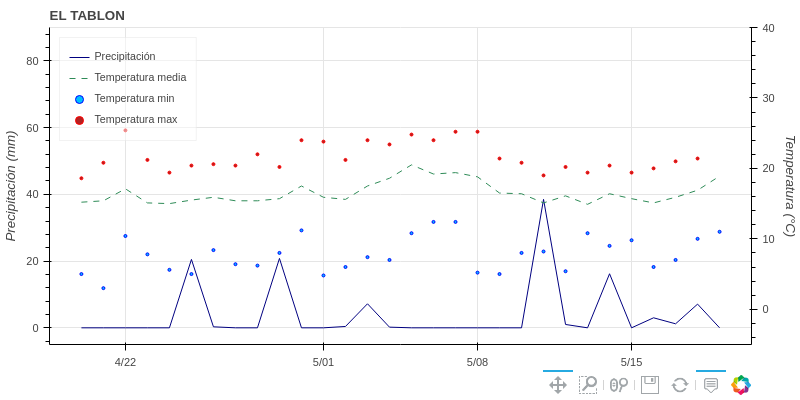 EL TABLON
Precipitación
Temperatura media
Temperatura min
Temperatura max
Precipitación (mm)
80
60
40
20
0
Temperatura (°C)
40
30
20
10
0
4/22
5/01
5/08
5/15